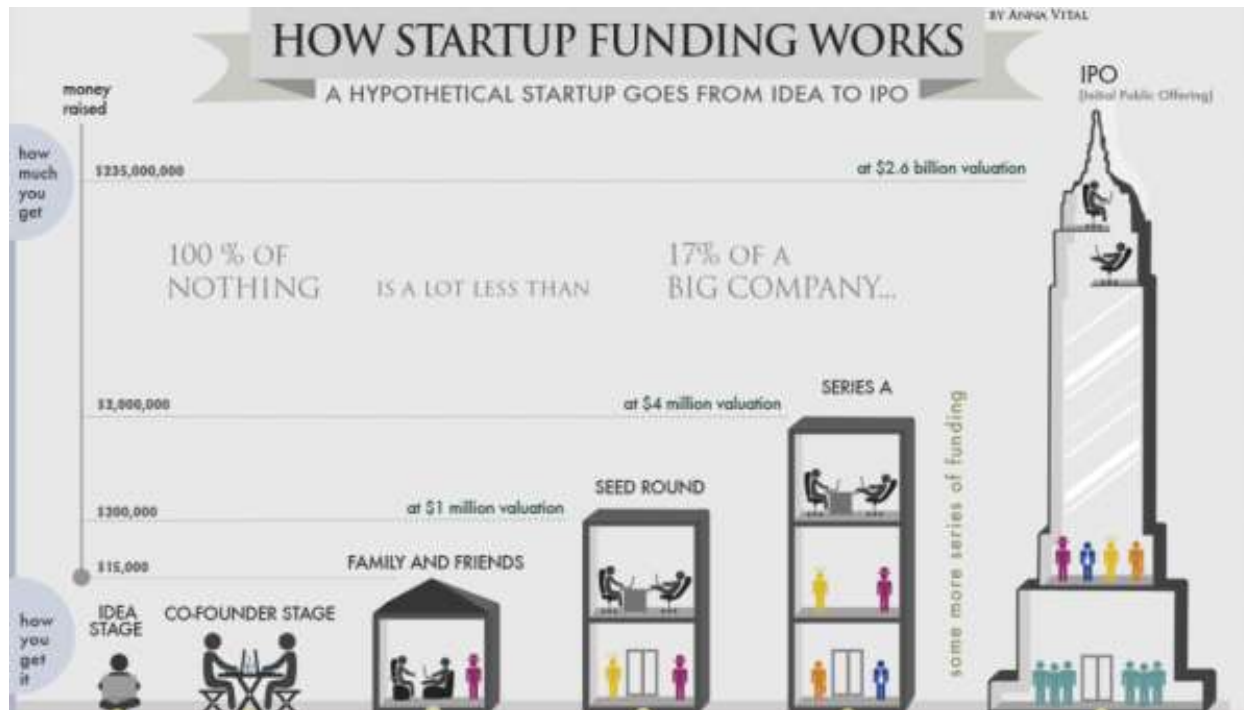 BY ANNA VITAL
HOW STARTUP FUNDING WORKS
A HYPOTHETICAL STARTUP GOES FROM IDEA TO IPO
IPO
(Initial Public Offering)
money
raised
how
much
you
get
$235,000,000
at $2.6 billion valuation
100 % OF
NOTHING
IS A LOT LESS THAN
17% OF A
BIG COMPANY...
SERIES A
$2,000,000
at $4 million valuation
some more series of funding
SEED ROUND
$200,000
at $1 million valuation
FAMILY AND FRIENDS
$15,000
IDEA
STAGE
CO-FOUNDER STAGE
how
you
get
it